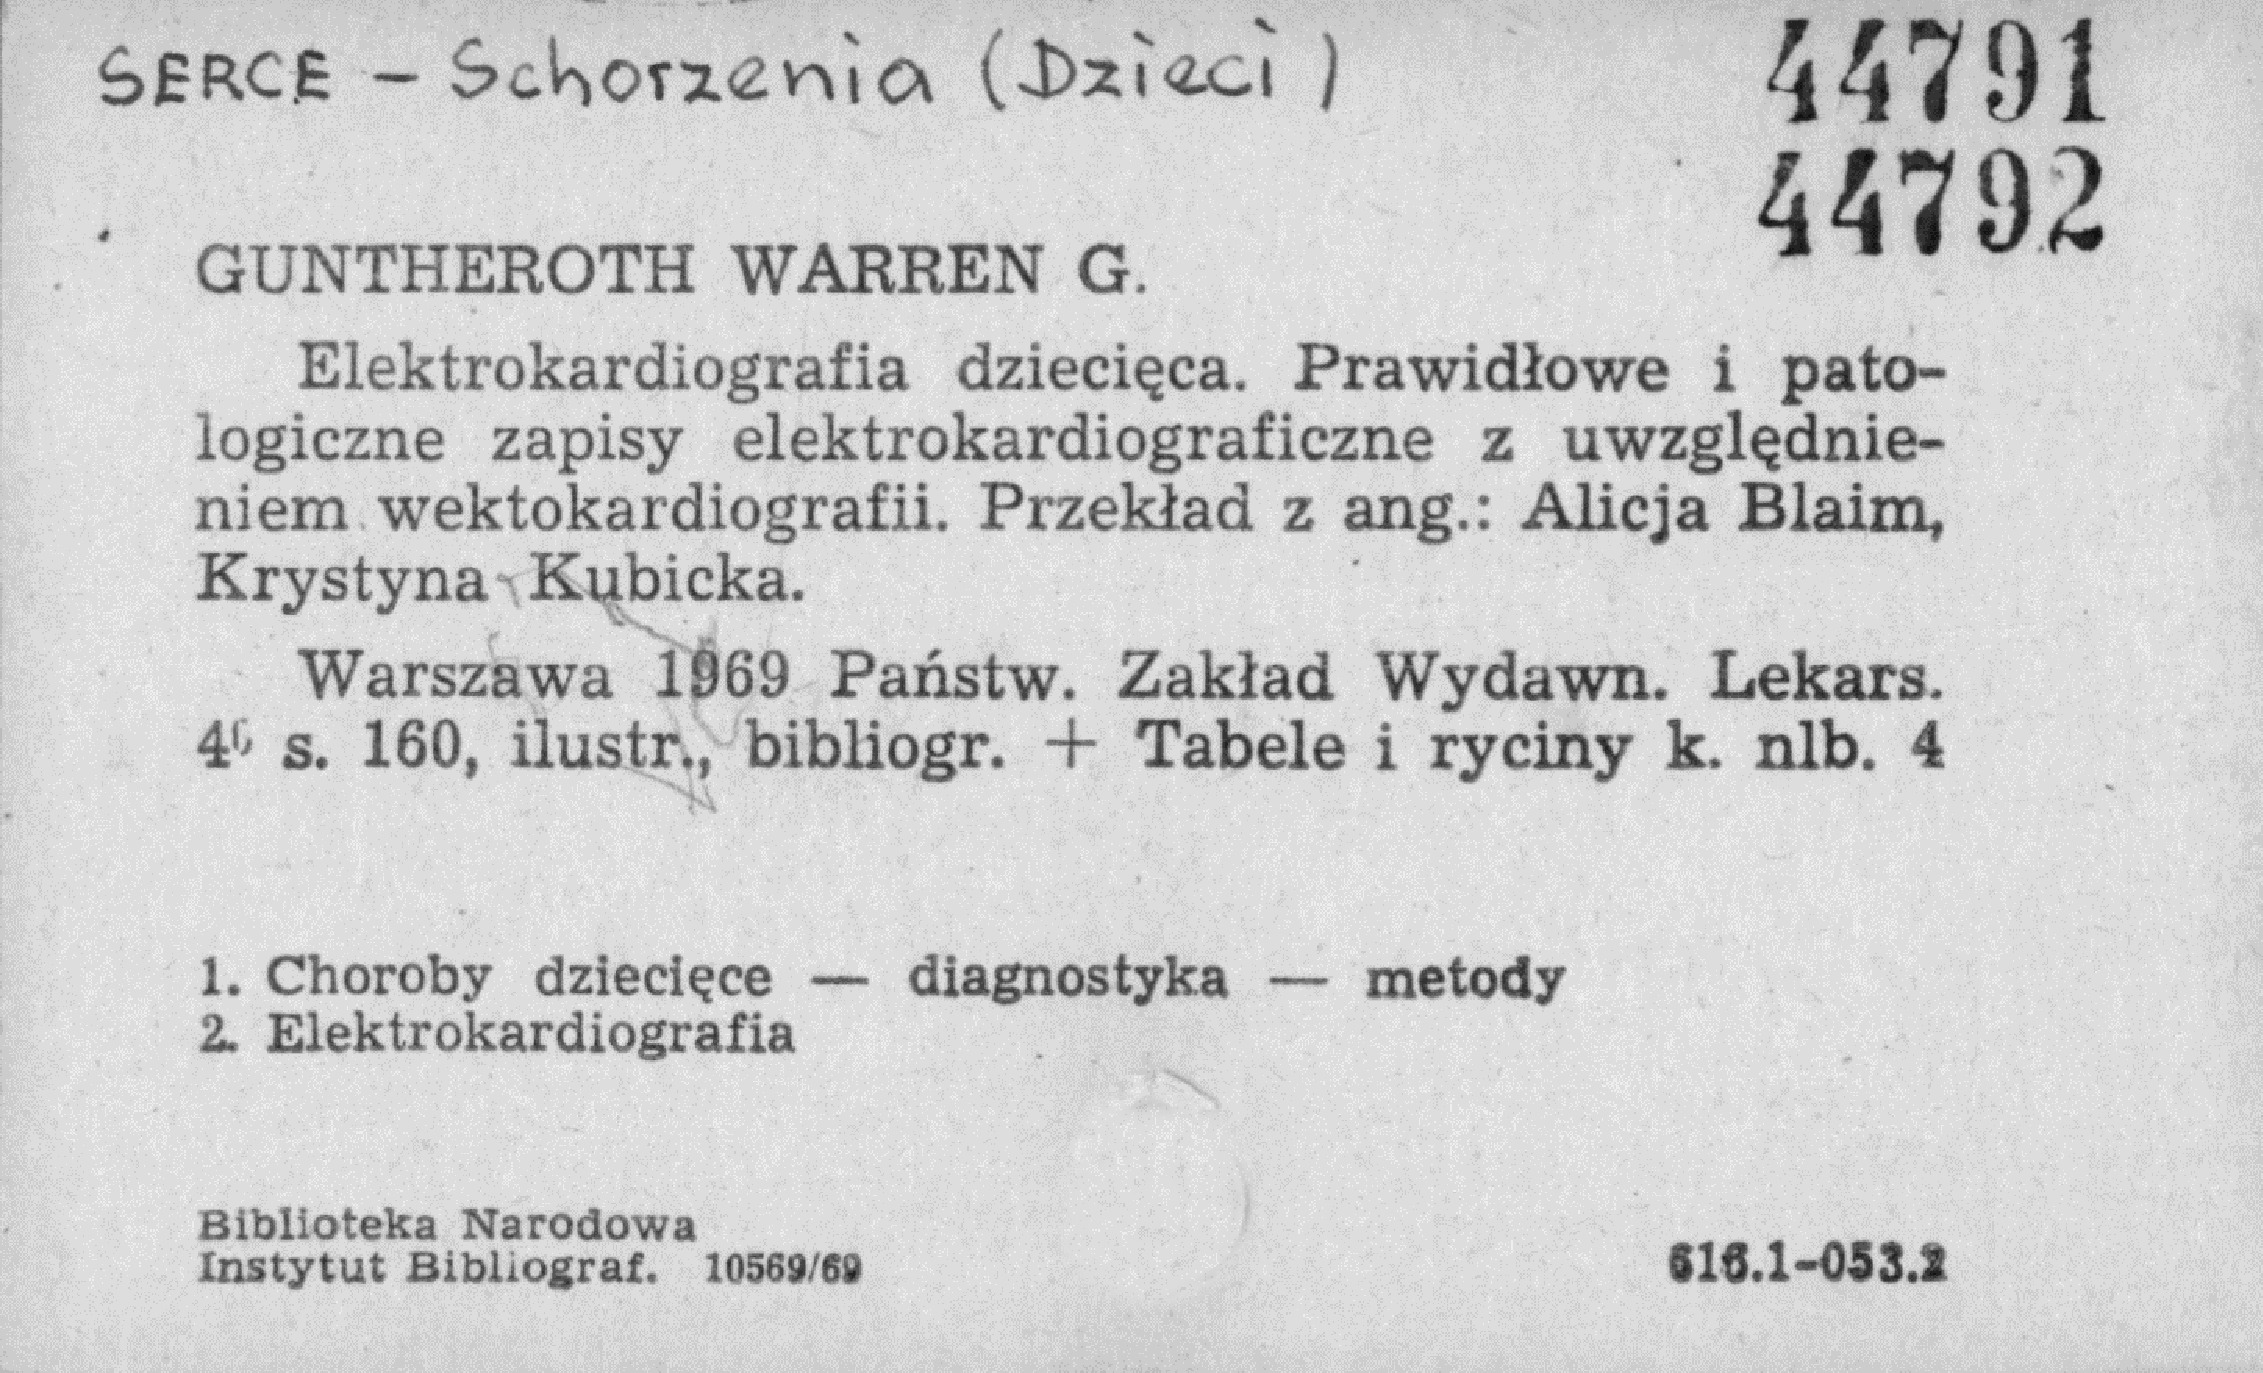 SERCE - Schorzenia (Dzieci)
44791
44792
GUNTHEROTH WARREN G.
Elektrokardiografia dziecięca. Prawidłowe i pato-
logiczne zapisy elektrokardiograficzne z uwzględnie-
niem wektokardiografii. Przekład z ang.: Alicja Blaim,
Krystyna Kubicka.
Warszawa 1969 Państw. Zakład Wydawn. Lekars.
4⁰ s. 160, ilustr., bibliogr. + Tabele i ryciny k. nlb. 4
1. Choroby dziecięce — diagnostyka — metody
2. Elektrokardiografia
Biblioteka Narodowa
Instytut Bibliograf. 10569/69
616.1-053.2